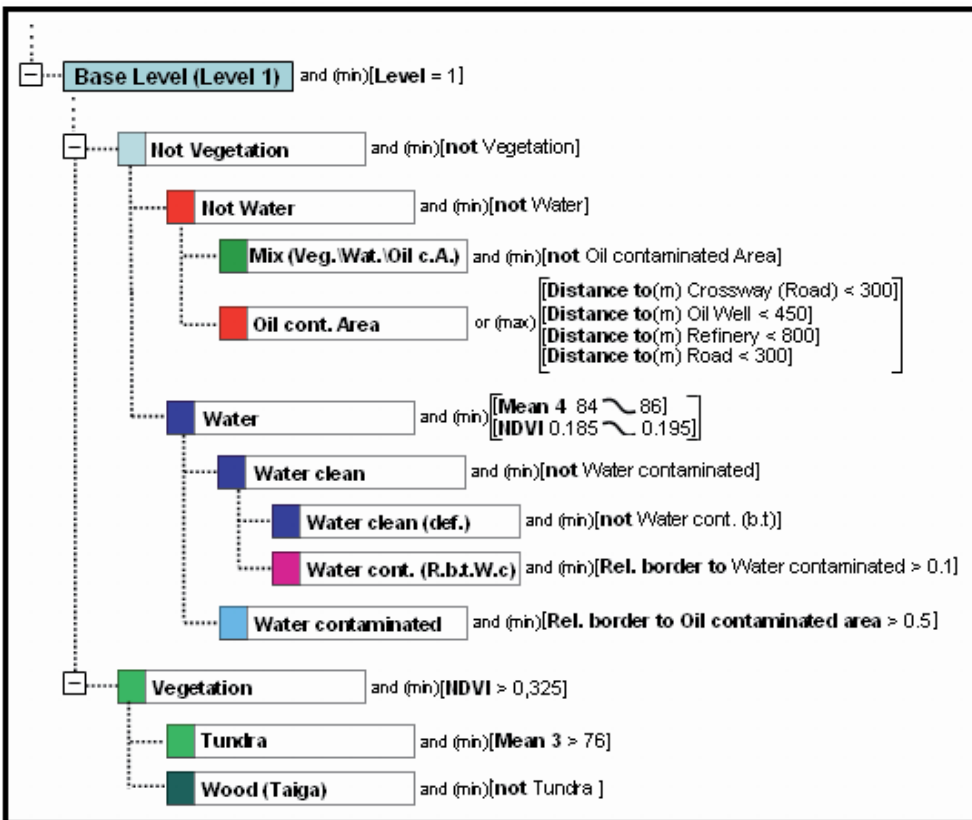 Base Level (Level 1) and (min)[Level = 1]
Not Vegetation and (min)[not Vegetation]
Not Water and (min)[not Water]
Mix (Veg.\Wat.\Oil c.A.) and (min)[not Oil contaminated Area]
[Distance to(m) Crossway (Road) < 300]
[Distance to(m) Oil Well < 450]
Oil cont. Area or (max)
[Distance to(m) Refinery < 800]
[Distance to(m) Road < 300]
Water and (min)
[Mean 4 84 86]
[NDVI 0.185 0.195]
Water clean and (min)[not Water contaminated]
Water clean (def.) and (min)[not Water cont. (b.t)]
Water cont. (R.b.t.W.c) and (min)[Rel. border to Water contaminated > 0.1]
Water contaminated and (min)[Rel. border to Oil contaminated area > 0.5]
Vegetation and (min)[NDVI > 0,325]
Tundra and (min)[Mean 3 > 76]
Wood (Taiga) and (min)[not Tundra ]